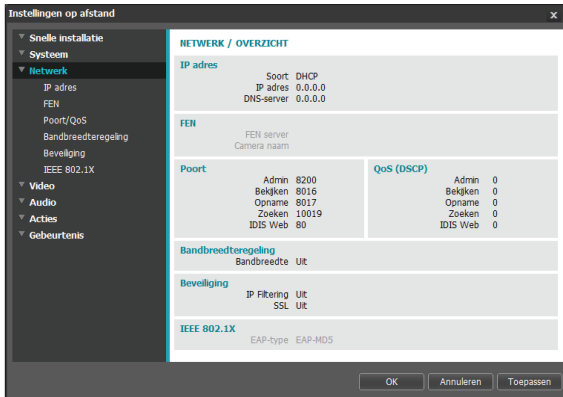 Instellingen op afstand x
Snelle installatie
Systeem
Netwerk
IP adres
FEN
Poort/QoS
Bandbreedteregeling
Beveiliging
IEEE 802.1X
Video
Audio
Acties
Gebeurtenis
NETWERK / OVERZICHT
IP adres
Soort DHCP
IP adres 0.0.0.0
DNS-server 0.0.0.0
FEN
FEN server
Camera naam
Poort
Admin 8200
Bekijken 8016
Opname 8017
Zoeken 10019
IDIS Web 80
QoS (DSCP)
Admin 0
Bekijken 0
Opname 0
Zoeken 0
IDIS Web 0
Bandbreedteregeling
Bandbreedte Uit
Beveiliging
IP Filtering Uit
SSL Uit
IEEE 802.1X
EAP-type EAP-MD5
OK Annuleren Toepassen